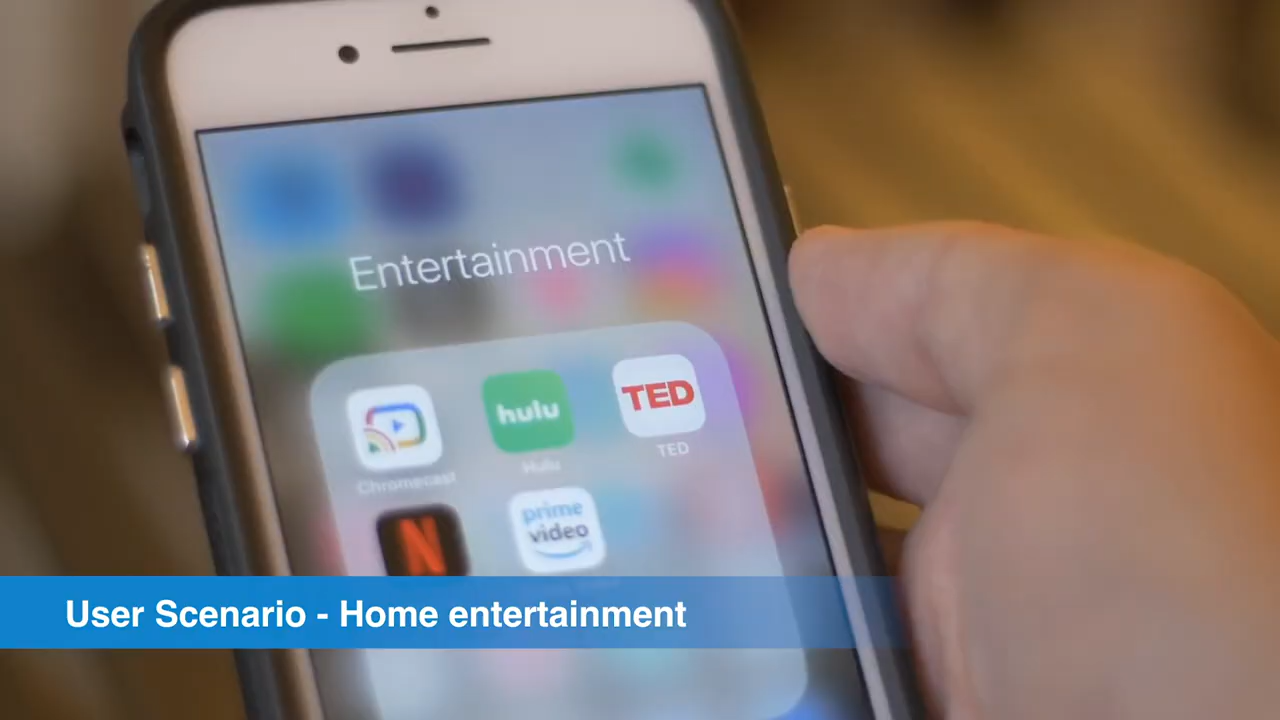 Entertainment
hulu
TED
Chromecast
Hulu
TED
N
prime
video
User Scenario - Home entertainment